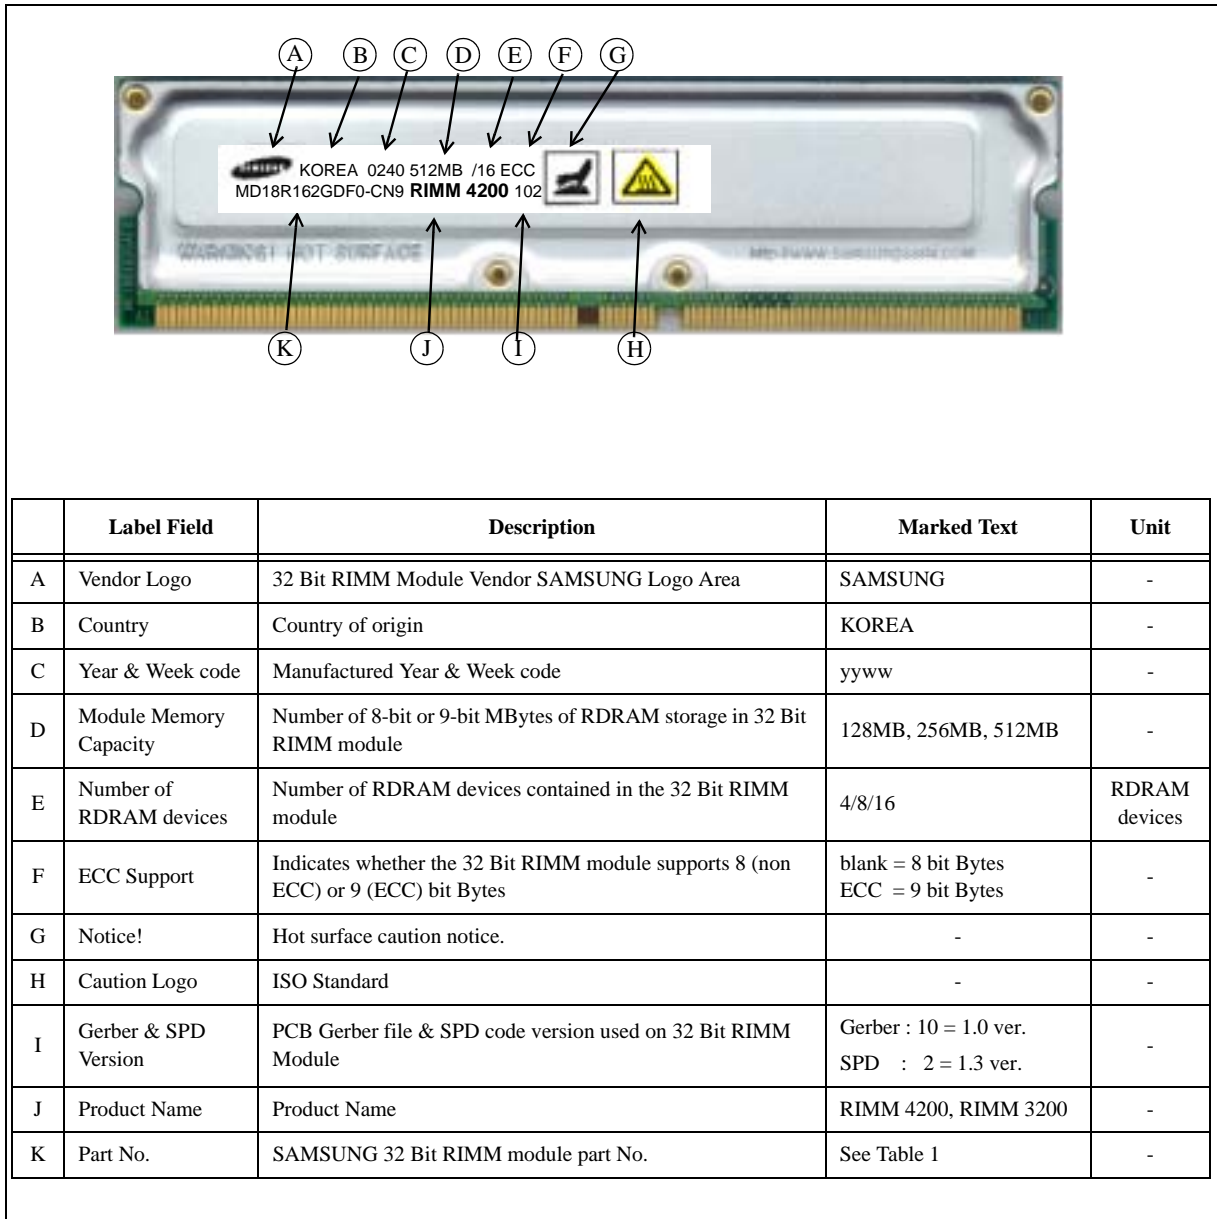 A B C D E F G
SAMSUNG KOREA 0240 512MB /16 ECC
MD18R162GDF0-CN9 RIMM 4200 102
WARNING! HOT SURFACE
K J I H
Label Field Description Marked Text Unit
A Vendor Logo 32 Bit RIMM Module Vendor SAMSUNG Logo Area SAMSUNG -
B Country Country of origin KOREA -
C Year & Week code Manufactured Year & Week code yyww -
D Module Memory Capacity Number of 8-bit or 9-bit MBytes of RDRAM storage in 32 Bit RIMM module 128MB, 256MB, 512MB -
E Number of RDRAM devices Number of RDRAM devices contained in the 32 Bit RIMM module 4/8/16 RDRAM devices
F ECC Support Indicates whether the 32 Bit RIMM module supports 8 (non ECC) or 9 (ECC) bit Bytes blank = 8 bit Bytes ECC = 9 bit Bytes -
G Notice! Hot surface caution notice. - -
H Caution Logo ISO Standard - -
I Gerber & SPD Version PCB Gerber file & SPD code version used on 32 Bit RIMM Module Gerber : 10 = 1.0 ver. SPD : 2 = 1.3 ver. -
J Product Name Product Name RIMM 4200, RIMM 3200 -
K Part No. SAMSUNG 32 Bit RIMM module part No. See Table 1 -